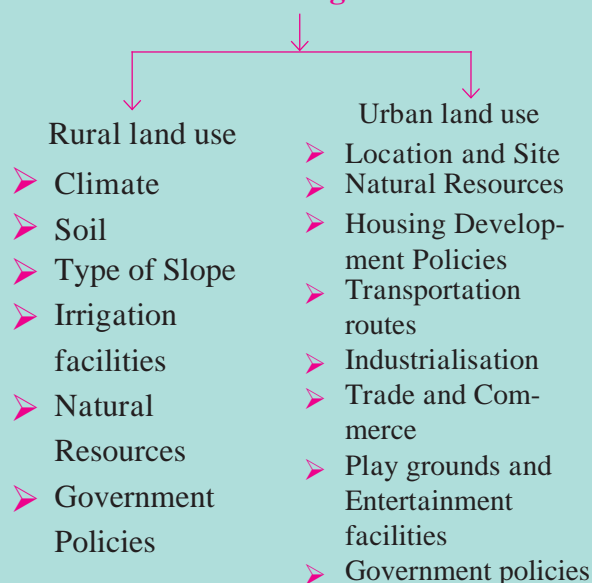 Rural land use
Climate
Soil
Type of Slope
Irrigation
facilities
Natural
Resources
Government
Policies
Urban land use
Location and Site
Natural Resources
Housing Develop-
ment Policies
Transportation
routes
Industrialisation
Trade and Com-
merce
Play grounds and
Entertainment
facilities
Government policies